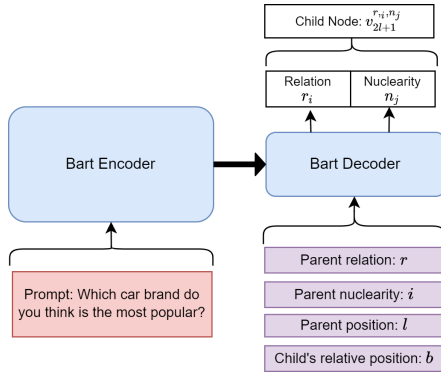 Child Node: $v_{2l+1}^{r_{,i},n_j}$
Relation
$r_i$
Nuclearity
$n_j$
Bart Encoder
Bart Decoder
Prompt: Which car brand do
you think is the most popular?
Parent relation: $r$
Parent nuclearity: $i$
Parent position: $l$
Child's relative position: $b$